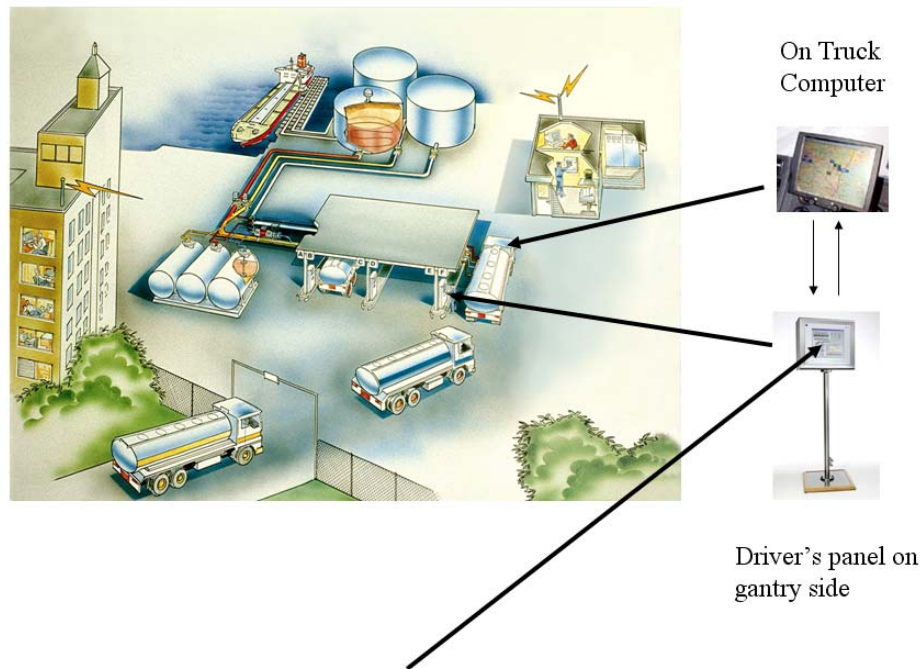 On Truck
Computer
A B C D E F
Driver’s panel on
gantry side